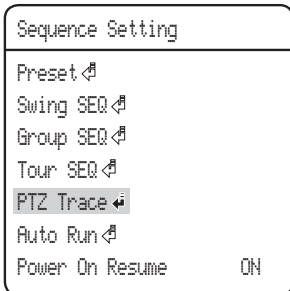 Sequence Setting
Preset
Swing SEQ
Group SEQ
Tour SEQ
PTZ Trace
Auto Run
Power On Resume ON